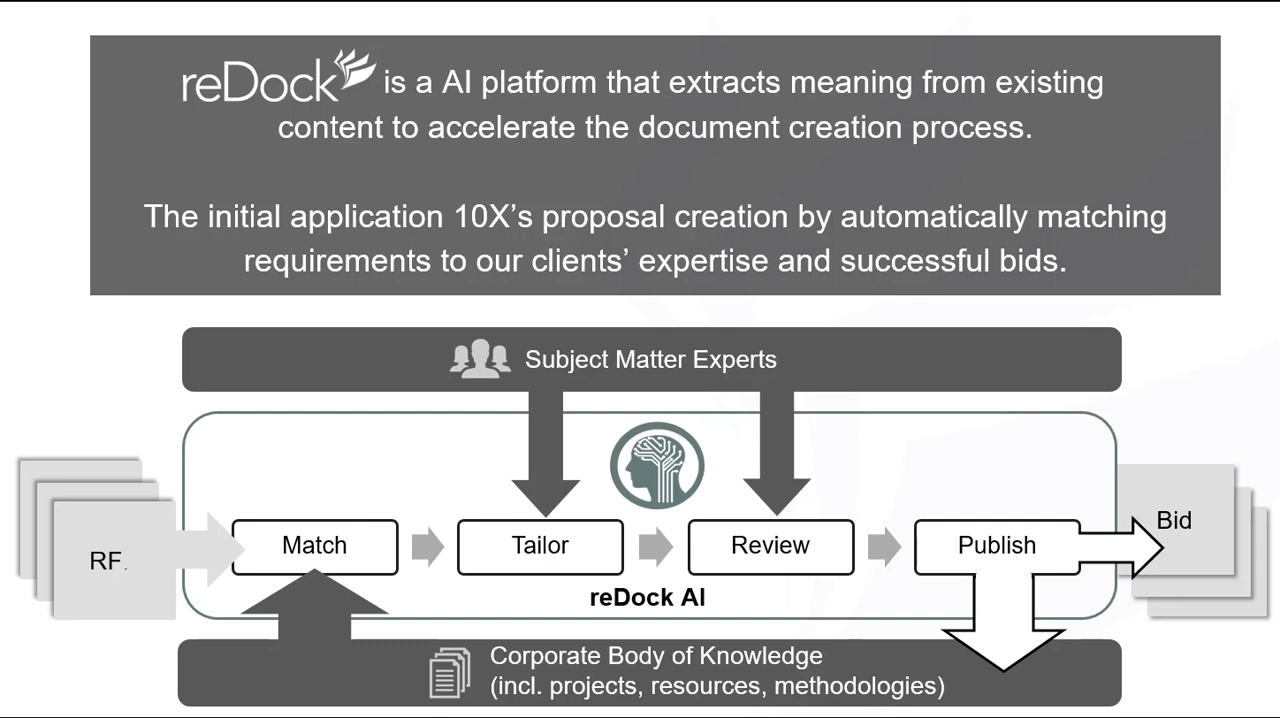 reDock is a AI platform that extracts meaning from existing
content to accelerate the document creation process.
The initial application 10X's proposal creation by automatically matching
requirements to our clients' expertise and successful bids.
Subject Matter Experts
RF.
Match
Tailor
Review
Publish
Bid
reDock AI
Corporate Body of Knowledge
(incl. projects, resources, methodologies)